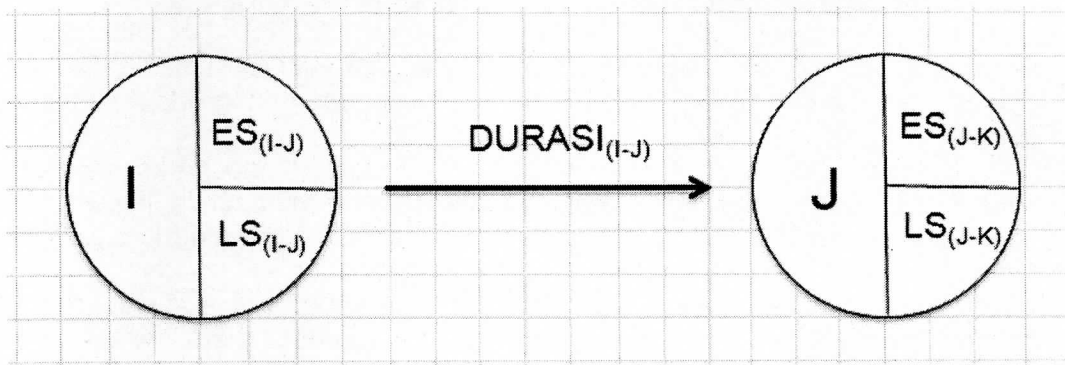 I
ES(I-J)
LS(I-J)
DURASI(I-J)
J
ES(J-K)
LS(J-K)